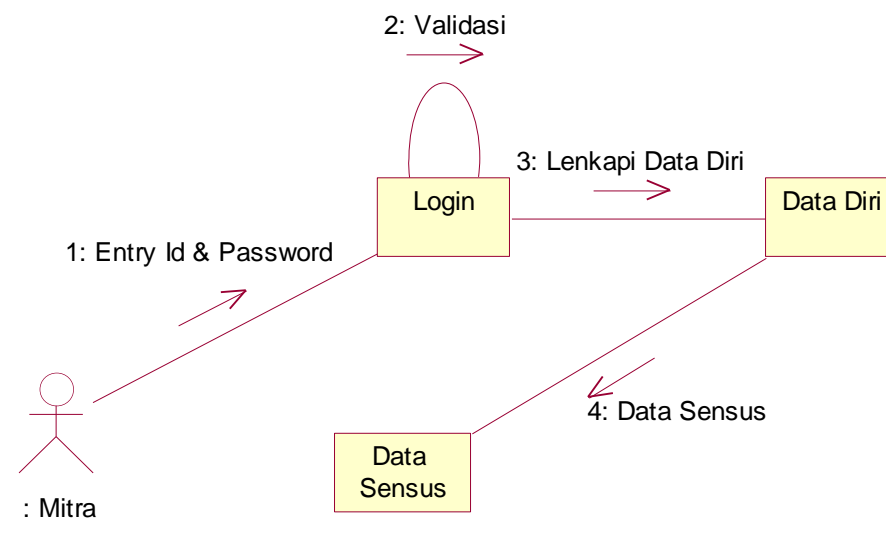 2: Validasi
3: Lenkapi Data Diri
Login
Data Diri
1: Entry Id & Password
4: Data Sensus
Data
Sensus
: Mitra